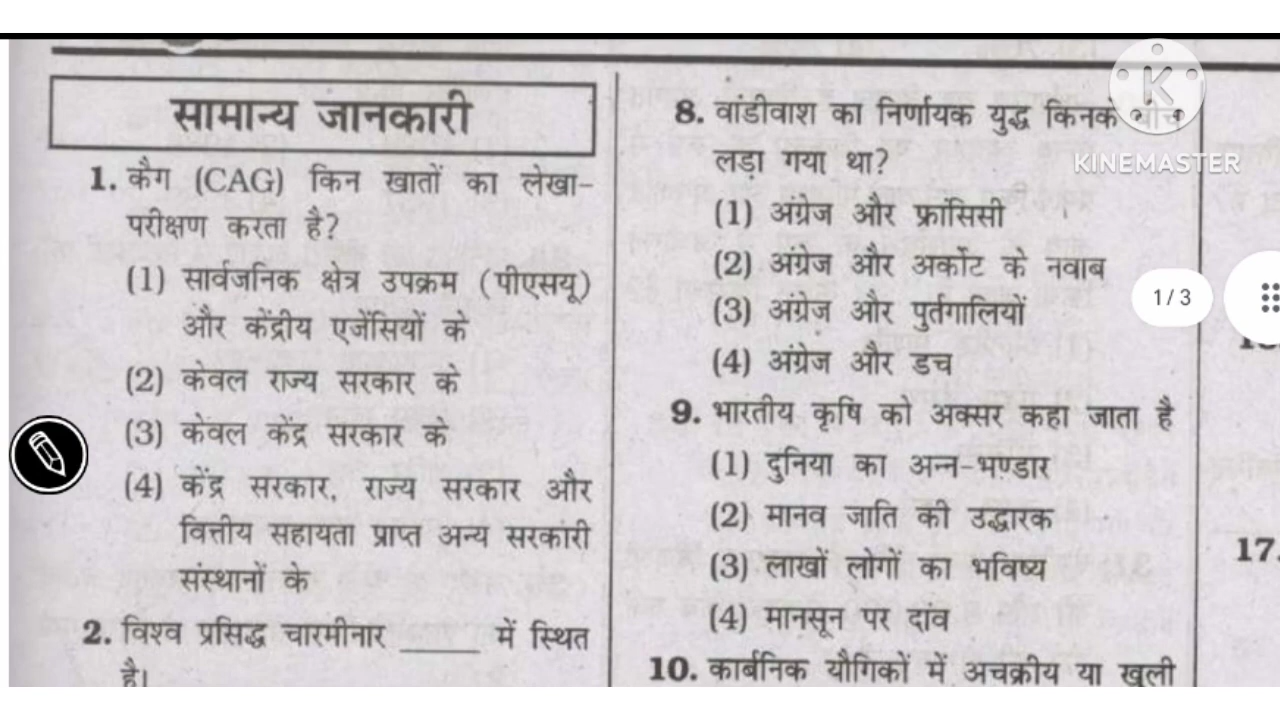 सामान्य जानकारी
1. कैग (CAG) किन खातों का लेखा-
परीक्षण करता है?
(1) सार्वजनिक क्षेत्र उपक्रम (पीएसयू)
और केंद्रीय एजेंसियों के
(2) केवल राज्य सरकार के
(3) केवल केंद्र सरकार के
(4) केंद्र सरकार, राज्य सरकार और
वित्तीय सहायता प्राप्त अन्य सरकारी
संस्थानों के
2. विश्व प्रसिद्ध चारमीनार _____ में स्थित
है।
8. वांडीवाश का निर्णायक युद्ध किनके बीच
लड़ा गया था?
(1) अंग्रेज और फ्रांसिसी
(2) अंग्रेज और अर्कोट के नवाब
(3) अंग्रेज और पुर्तगालियों
(4) अंग्रेज और डच
9. भारतीय कृषि को अक्सर कहा जाता है
(1) दुनिया का अन्न-भण्डार
(2) मानव जाति की उद्धारक
(3) लाखों लोगों का भविष्य
(4) मानसून पर दांव
10. कार्बनिक यौगिकों में अचक्रीय या खुली
17.
K
KINEMASTER
1/3